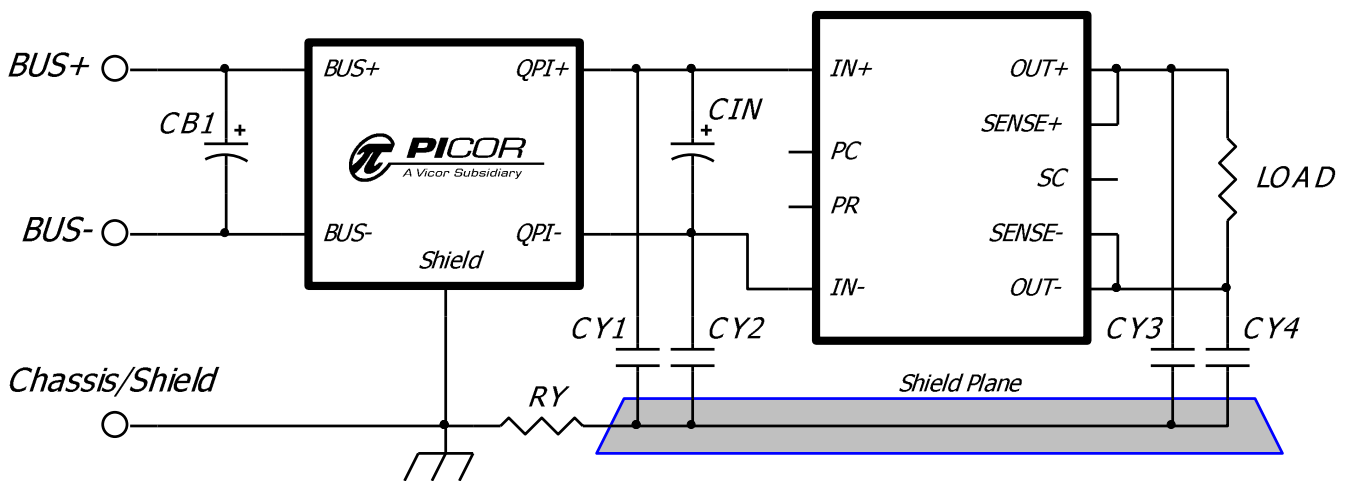 BUS+
BUS-
CB1
+
BUS+
QPI+
PICOR
A Vicor Subsidiary
BUS-
QPI-
Shield
CIN
+
IN+
OUT+
SENSE+
PC
SC
PR
SENSE-
IN-
OUT-
LOAD
CY1
CY2
CY3
CY4
Chassis/Shield
RY
Shield Plane